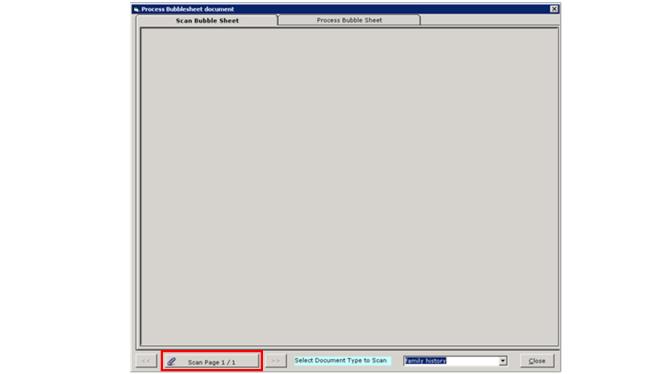 Process Bubblesheet document
Scan Bubble Sheet
Process Bubble Sheet
<< Scan Page 1 / 1 >> Select Document Type to Scan Family history Close